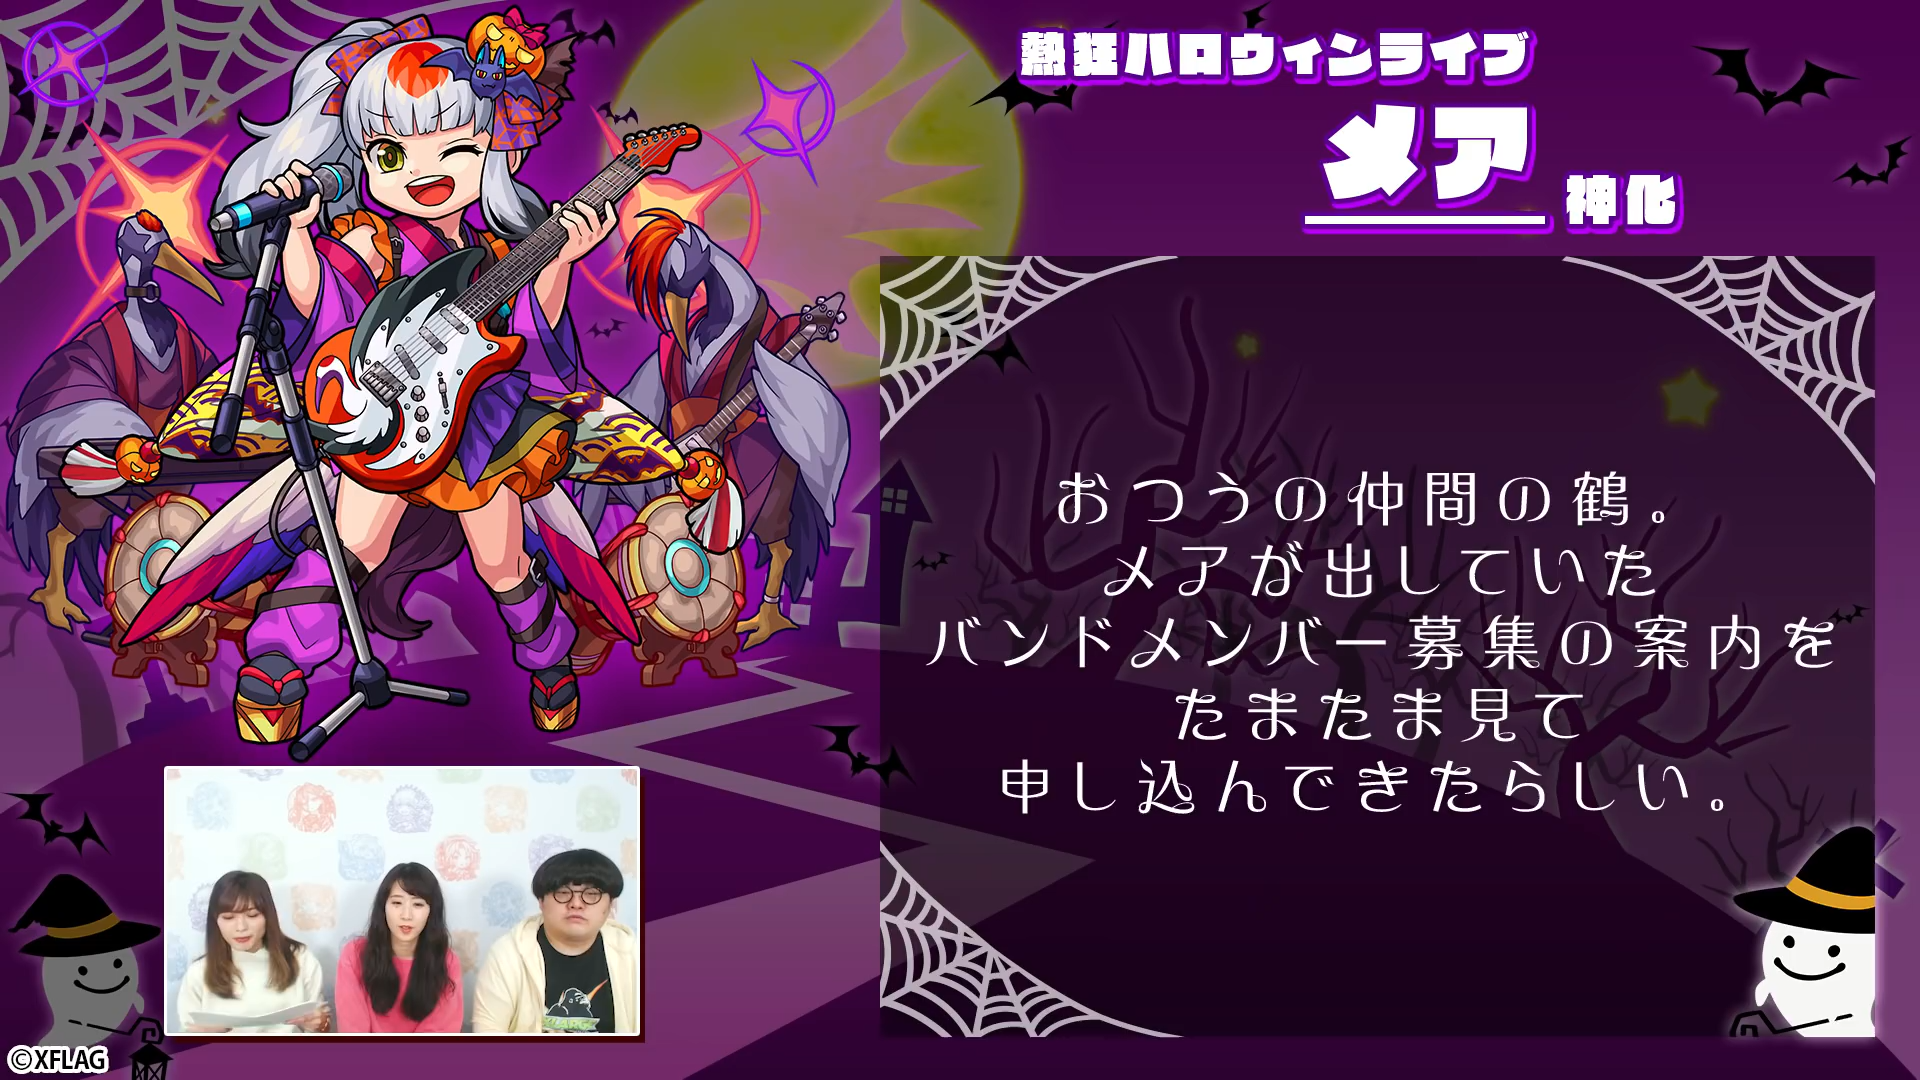 熱狂ハロウィンライブ
メア 神化
おつうの仲間の鶴。
メアが出していた
バンドメンバー募集の案内を
たまたま見て
申し込んできたらしい。
©XFLAG